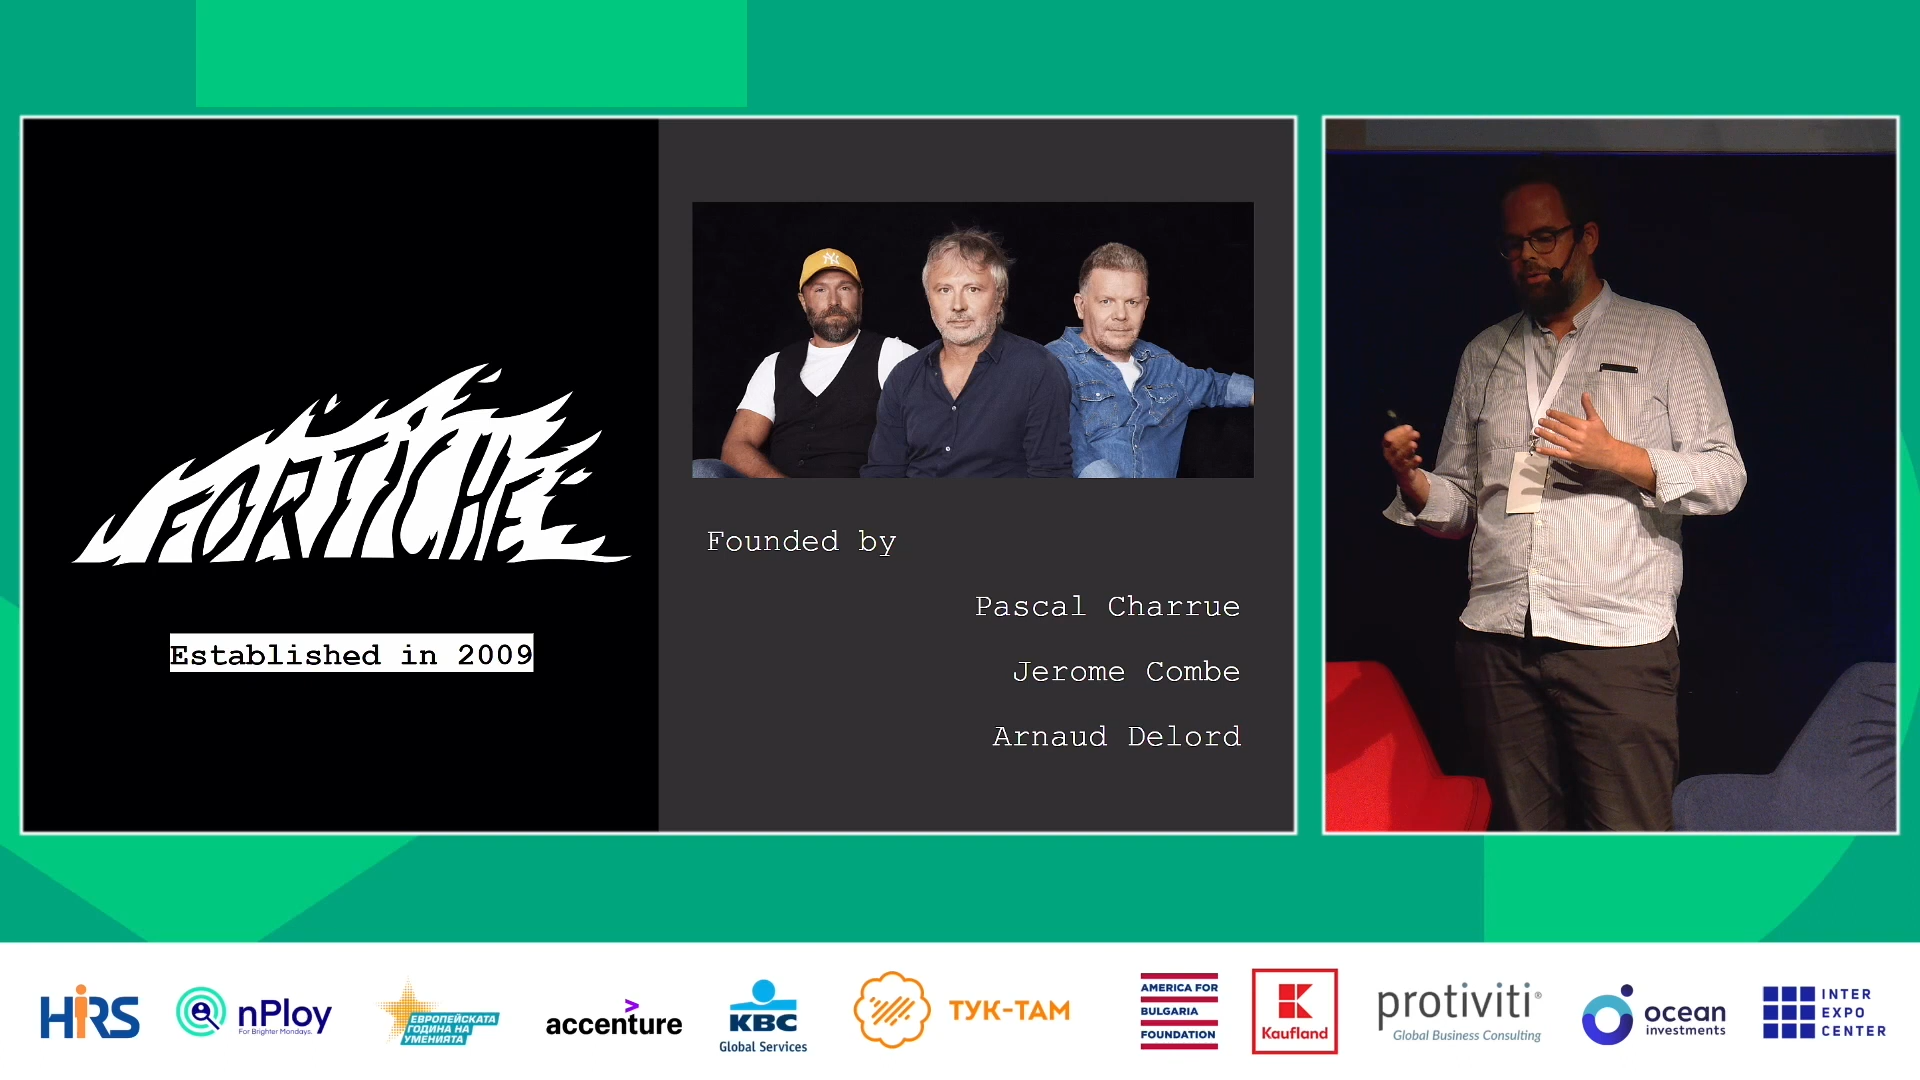 FORTICHE
Established in 2009
NY
Founded by
Pascal Charrue
Jerome Combe
Arnaud Delord
HRS
nPloy
For Brighter Mondays.
ЕВРОПЕЙСКАТА
ГОДИНА НА
УМЕНИЯТА
accenture
KBC
Global Services
ТУК-ТАМ
AMERICA FOR
BULGARIA
FOUNDATION
K
Kaufland
protiviti®
Global Business Consulting
ocean
investments
INTER
EXPO
CENTER